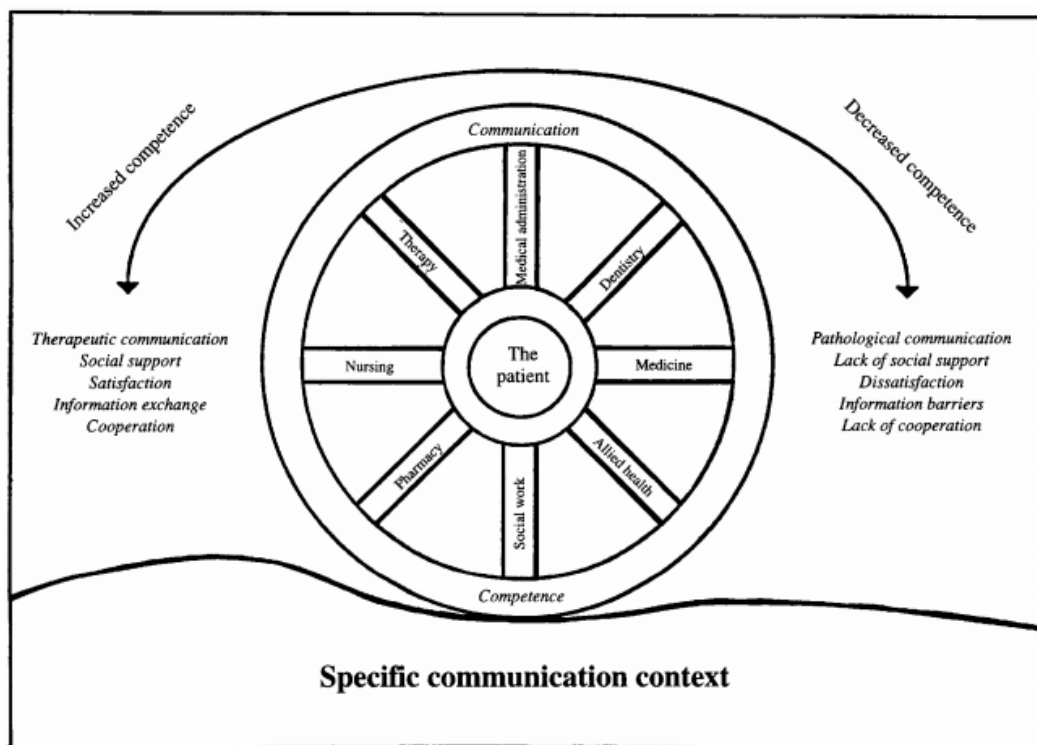 Increased competence
Decreased competence
Communication
Medical administration
Therapy
Dentistry
Nursing
The
patient
Medicine
Pharmacy
Allied health
Social work
Competence
Therapeutic communication
Social support
Satisfaction
Information exchange
Cooperation
Pathological communication
Lack of social support
Dissatisfaction
Information barriers
Lack of cooperation
Specific communication context